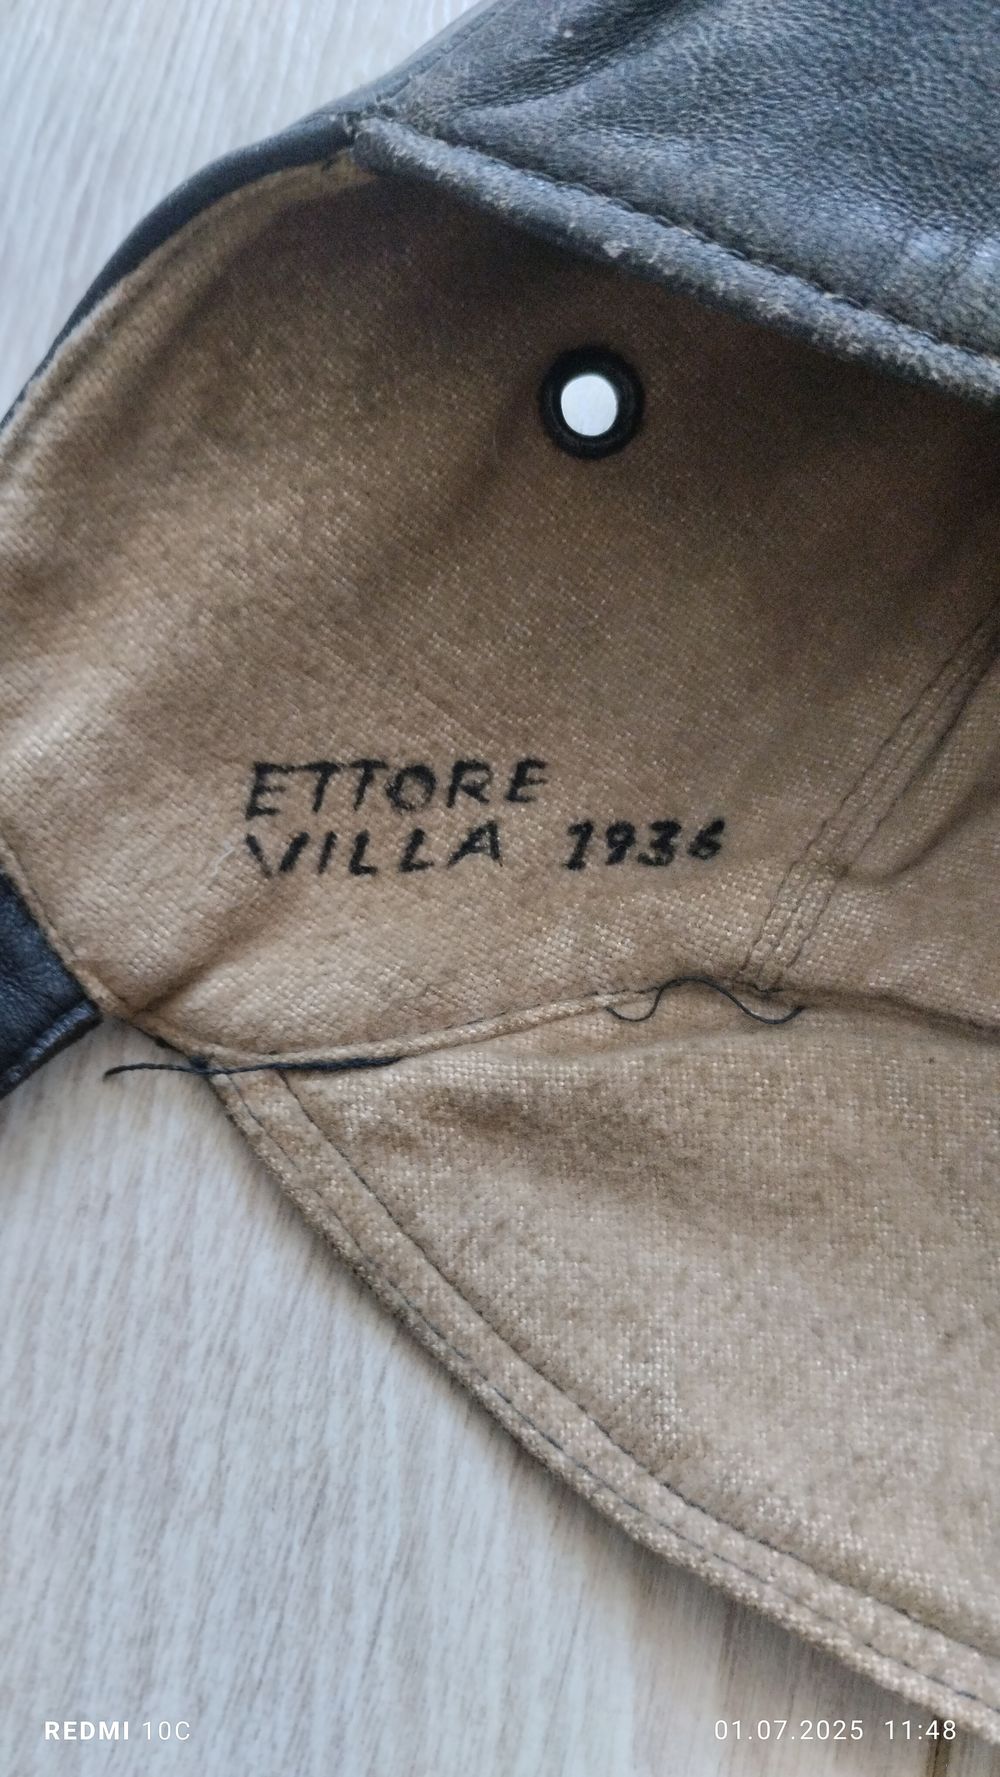 ETTORE
VILLA 1936
REDMI 10C
01.07.2025 11:48